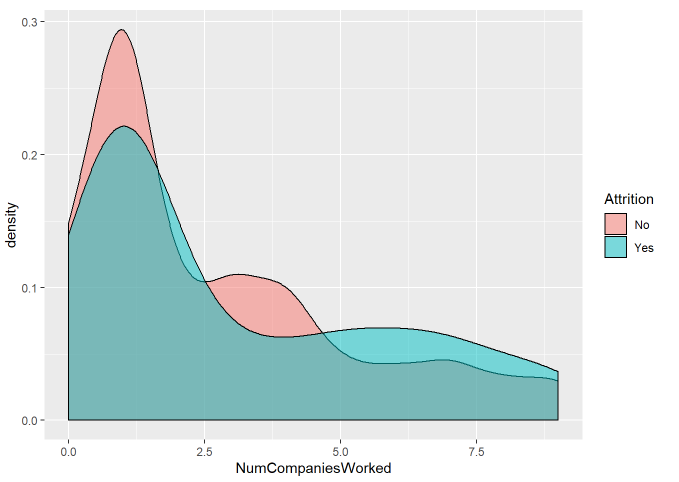 0.3
0.2
0.1
0.0
density
0.0 2.5 5.0 7.5
NumCompaniesWorked
Attrition
No
Yes